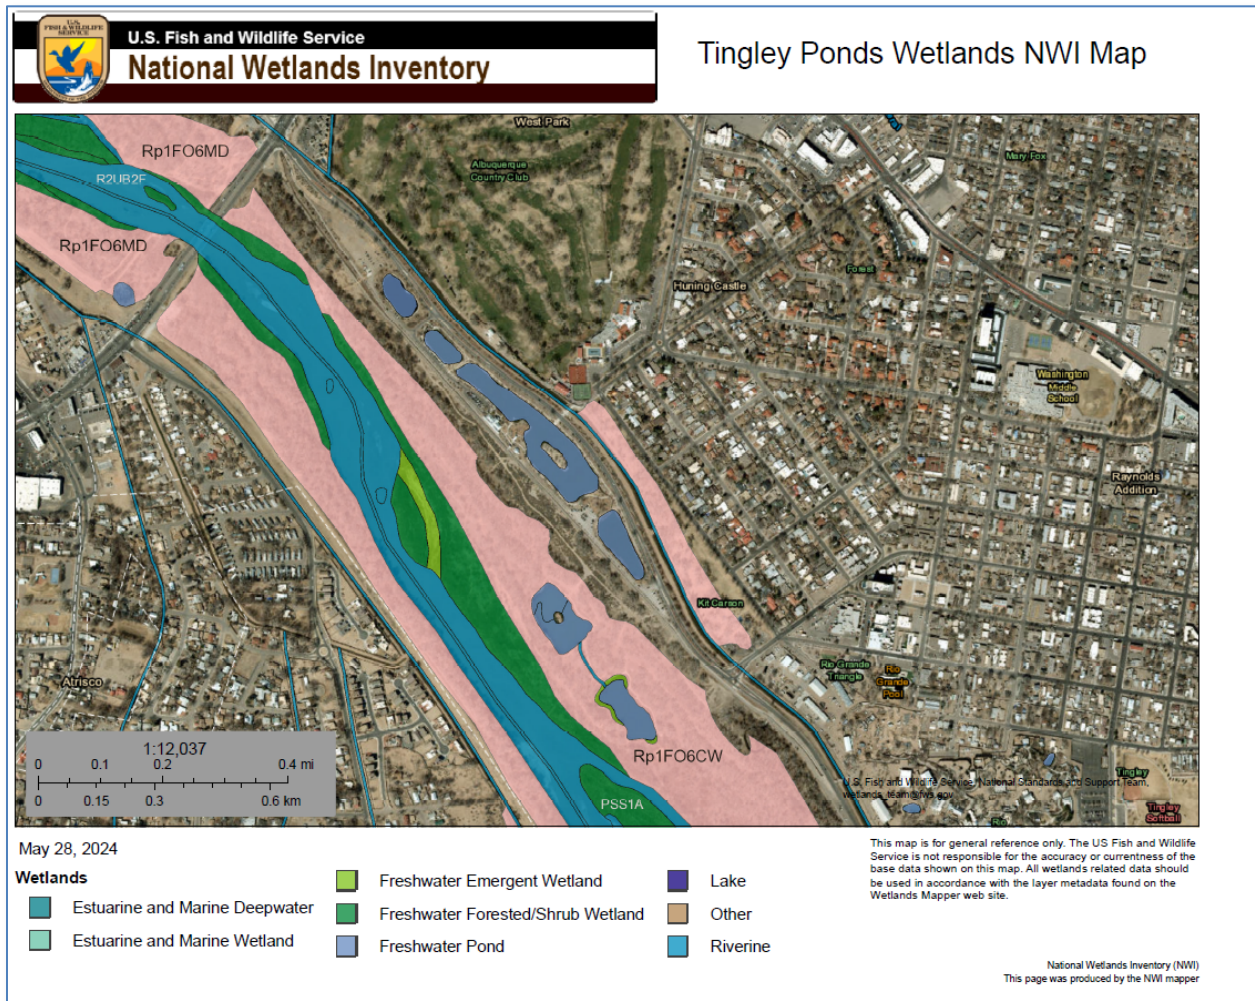 U.S.
FISH & WILDLIFE
SERVICE
U.S. Fish and Wildlife Service
National Wetlands Inventory
Tingley Ponds Wetlands NWI Map
West Park
Rp1FO6MD
Albuquerque
Country Club
Mary Fox
R2UB2F
Rp1FO6MD
Forest
Huning Castle
Washington
Middle
School
Raynolds
Addition
Kit Carson
Rio Grande
Triangle
Rio
Grande
Pool
Atrisco
1:12,037
0 0.1 0.2 0.4 mi
0 0.15 0.3 0.6 km
Rp1FO6CW
PSS1A
U.S. Fish and Wildlife Service, National Standards and Support Team,
wetlands_team@fws.gov
Tingley
Tingley
Softball
Rio
May 28, 2024
Wetlands
Estuarine and Marine Deepwater
Estuarine and Marine Wetland
Freshwater Emergent Wetland
Freshwater Forested/Shrub Wetland
Freshwater Pond
Lake
Other
Riverine
This map is for general reference only. The US Fish and Wildlife
Service is not responsible for the accuracy or currentness of the
base data shown on this map. All wetlands related data should
be used in accordance with the layer metadata found on the
Wetlands Mapper web site.
National Wetlands Inventory (NWI)
This page was produced by the NWI mapper